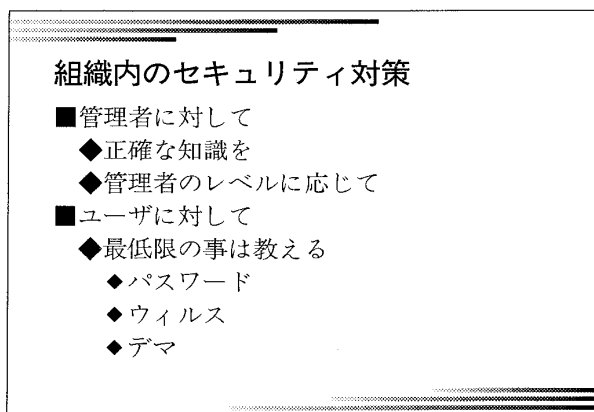 組織内のセキュリティ対策
■管理者に対して
◆正確な知識を
◆管理者のレベルに応じて
■ユーザに対して
◆最低限の事は教える
◆パスワード
◆ウィルス
◆デマ